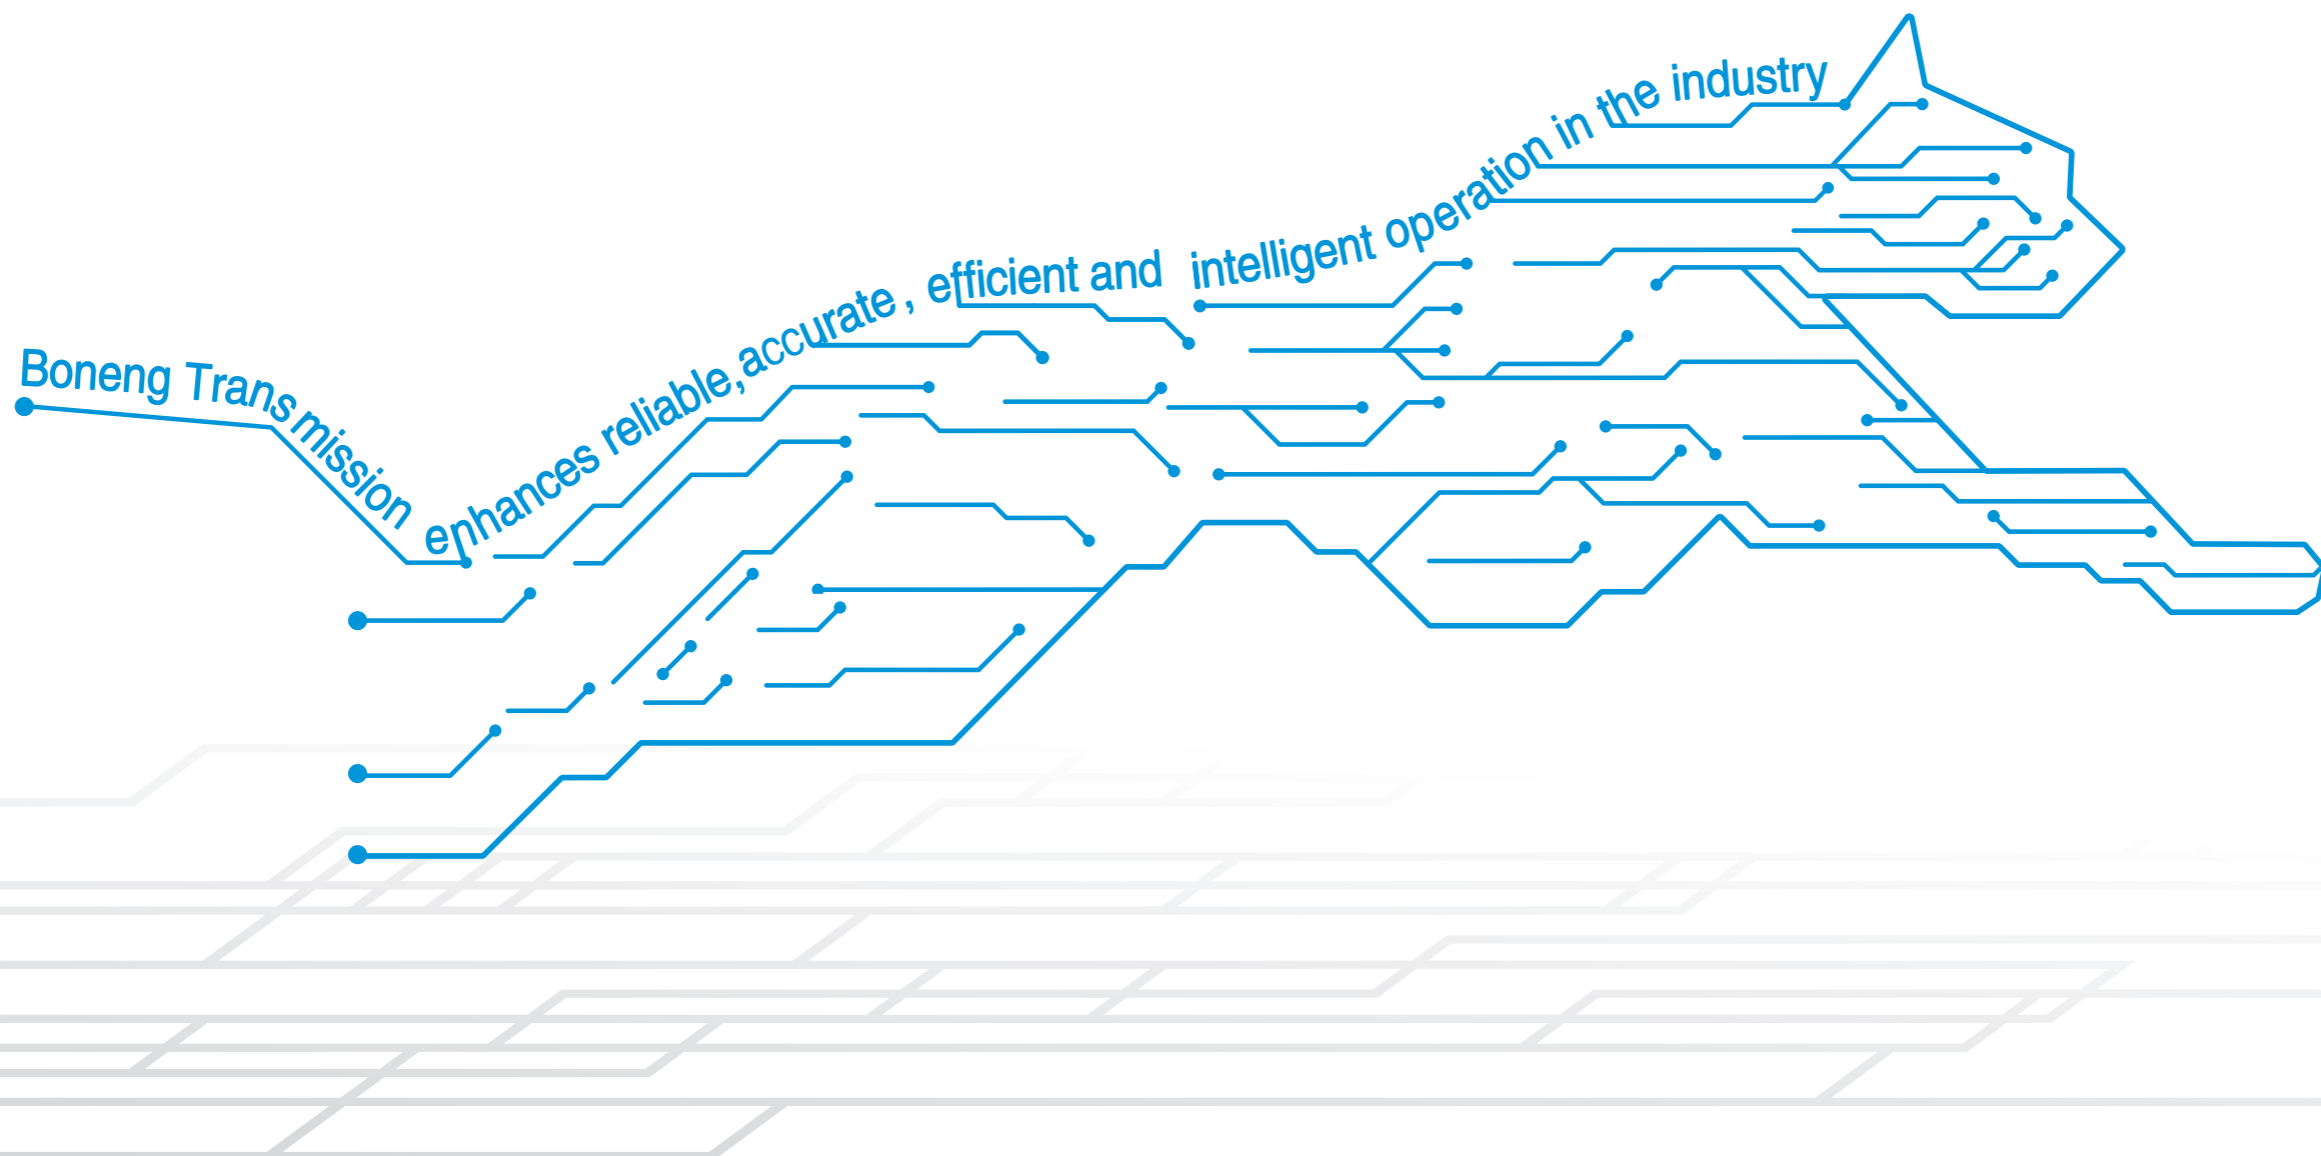 Boneng Transmission enhances reliable, accurate, efficient and intelligent operation in the industry